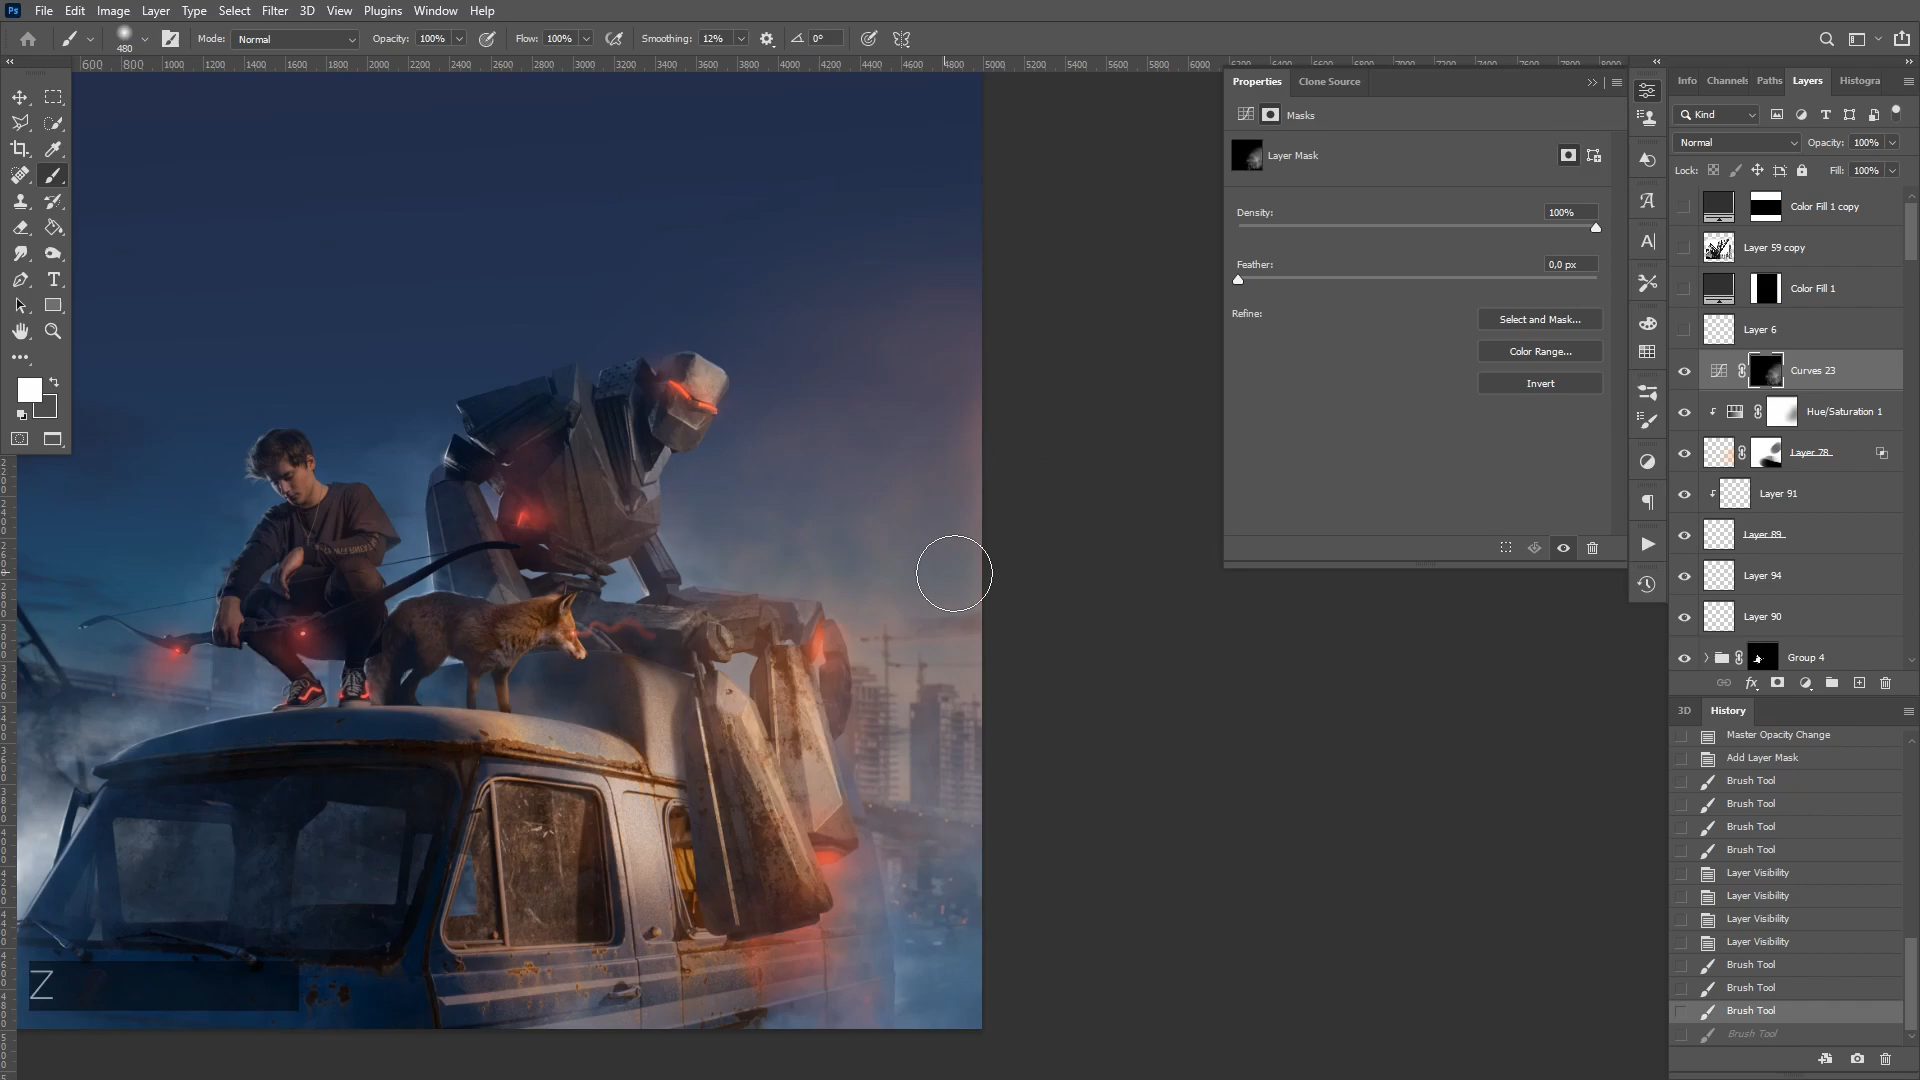 Ps File Edit Image Layer Type Select Filter 3D View Plugins Window Help
480 Mode: Normal Opacity: 100% Flow: 100% Smoothing: 12% 0°
600 800 1000 1200 1400 1600 1800 2000 2200 2400 2600 2800 3000 3200 3400 3600 3800 4000 4200 4400 4600 4800 5000 5200 5400 5600 5800 6000
Properties Clone Source
Masks
Layer Mask
Density: 100%
Feather: 0,0 px
Refine: Select and Mask...
Color Range...
Invert
Info Channels Paths Layers Histogra
Kind
Normal Opacity: 100%
Lock: Fill: 100%
Color Fill 1 copy
Layer 59 copy
Color Fill 1
Layer 6
Curves 23
Hue/Saturation 1
Layer 78
Layer 91
Layer 89
Layer 94
Layer 90
Group 4
fx
3D History
Master Opacity Change
Add Layer Mask
Brush Tool
Brush Tool
Brush Tool
Brush Tool
Layer Visibility
Layer Visibility
Layer Visibility
Layer Visibility
Brush Tool
Brush Tool
Brush Tool
Brush Tool
Z